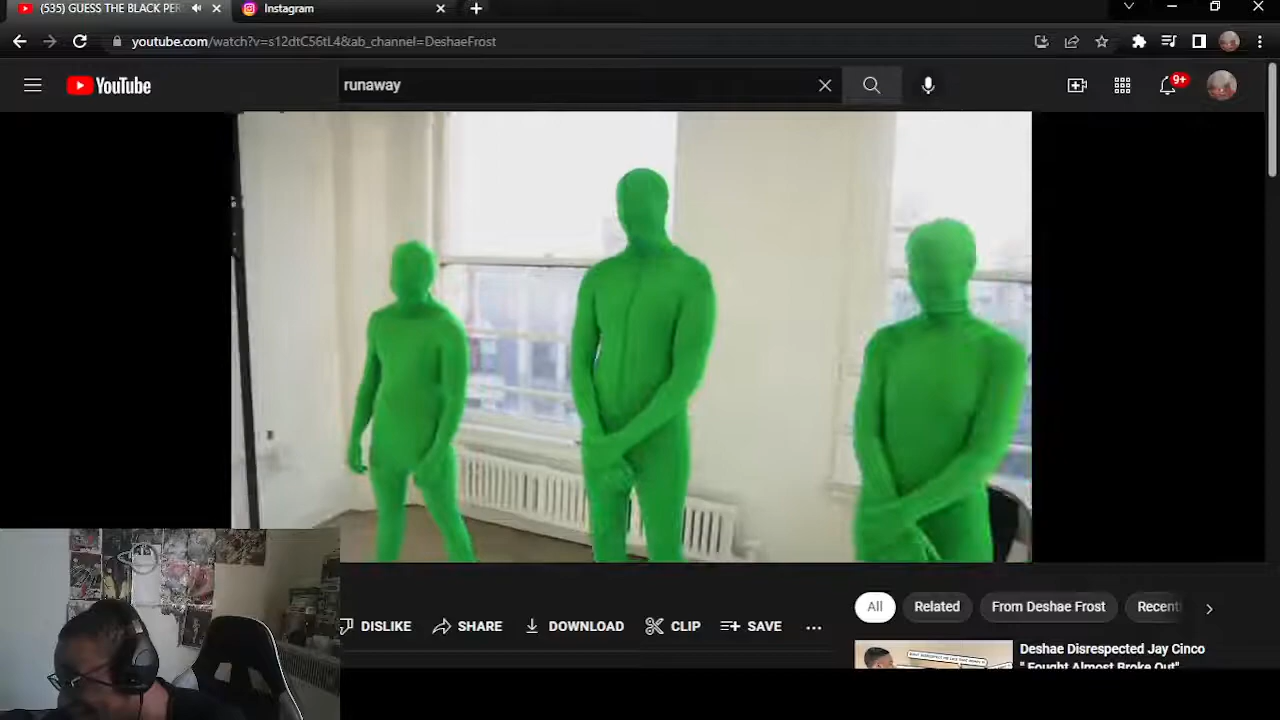 (535) GUESS THE BLACK PER
Instagram
youtube.com/watch?v=s12dtC56tL4&ab_channel=DeshaeFrost
YouTube
runaway
9+
DISLIKE
SHARE
DOWNLOAD
CLIP
SAVE
All
Related
From Deshae Frost
Recent
Deshae Disrespected Jay Cinco
" Fought Almost Broke Out"